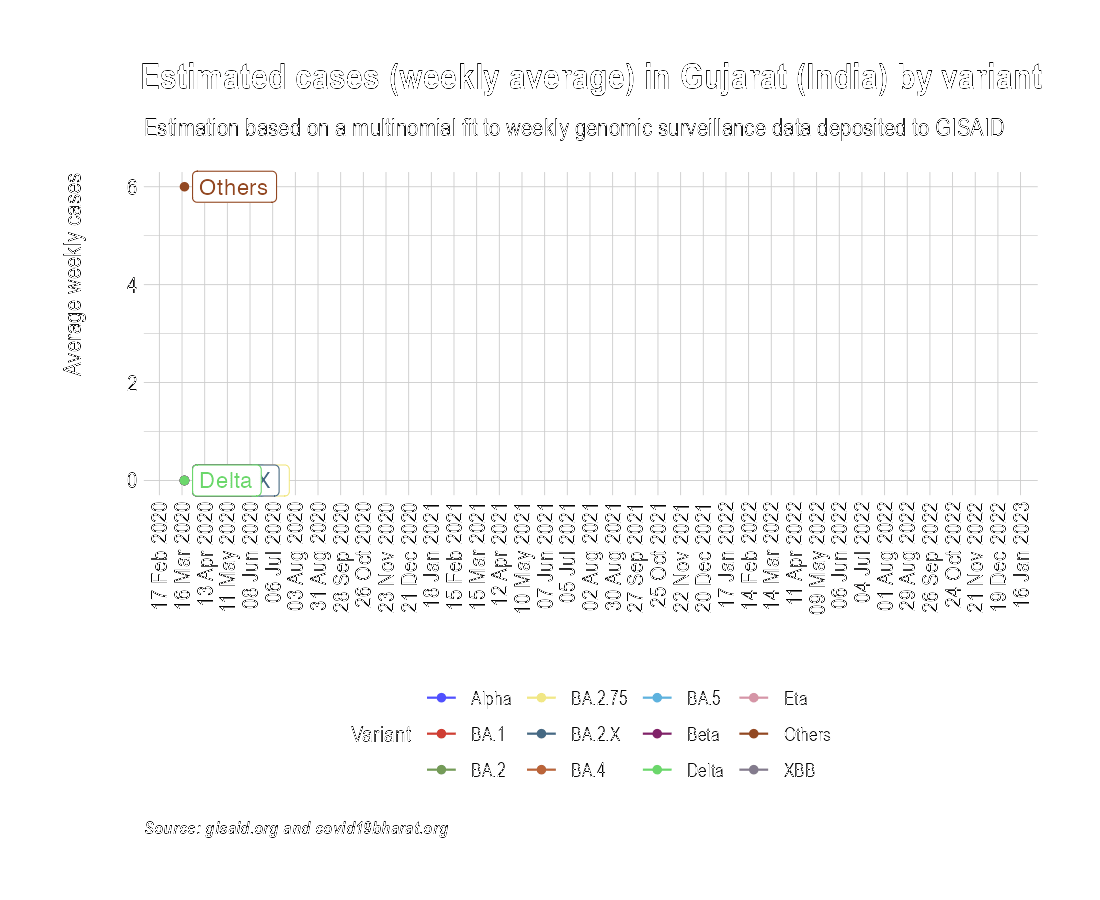 Estimated cases (weekly average) in Gujarat (India) by variant
Estimation based on a multinomial fit to weekly genomic surveillance data deposited to GISAID
Average weekly cases
6
4
2
0
Others
Delta
X
17 Feb 2020
16 Mar 2020
13 Apr 2020
11 May 2020
08 Jun 2020
06 Jul 2020
03 Aug 2020
31 Aug 2020
28 Sep 2020
26 Oct 2020
23 Nov 2020
21 Dec 2020
18 Jan 2021
15 Feb 2021
15 Mar 2021
12 Apr 2021
10 May 2021
07 Jun 2021
05 Jul 2021
02 Aug 2021
30 Aug 2021
27 Sep 2021
25 Oct 2021
22 Nov 2021
20 Dec 2021
17 Jan 2022
14 Feb 2022
14 Mar 2022
11 Apr 2022
09 May 2022
06 Jun 2022
04 Jul 2022
01 Aug 2022
29 Aug 2022
26 Sep 2022
24 Oct 2022
21 Nov 2022
19 Dec 2022
16 Jan 2023
Variant
Alpha BA.2.75 BA.5 Eta
BA.1 BA.2.X Beta Others
BA.2 BA.4 Delta XBB
Source: gisaid.org and covid19bharat.org